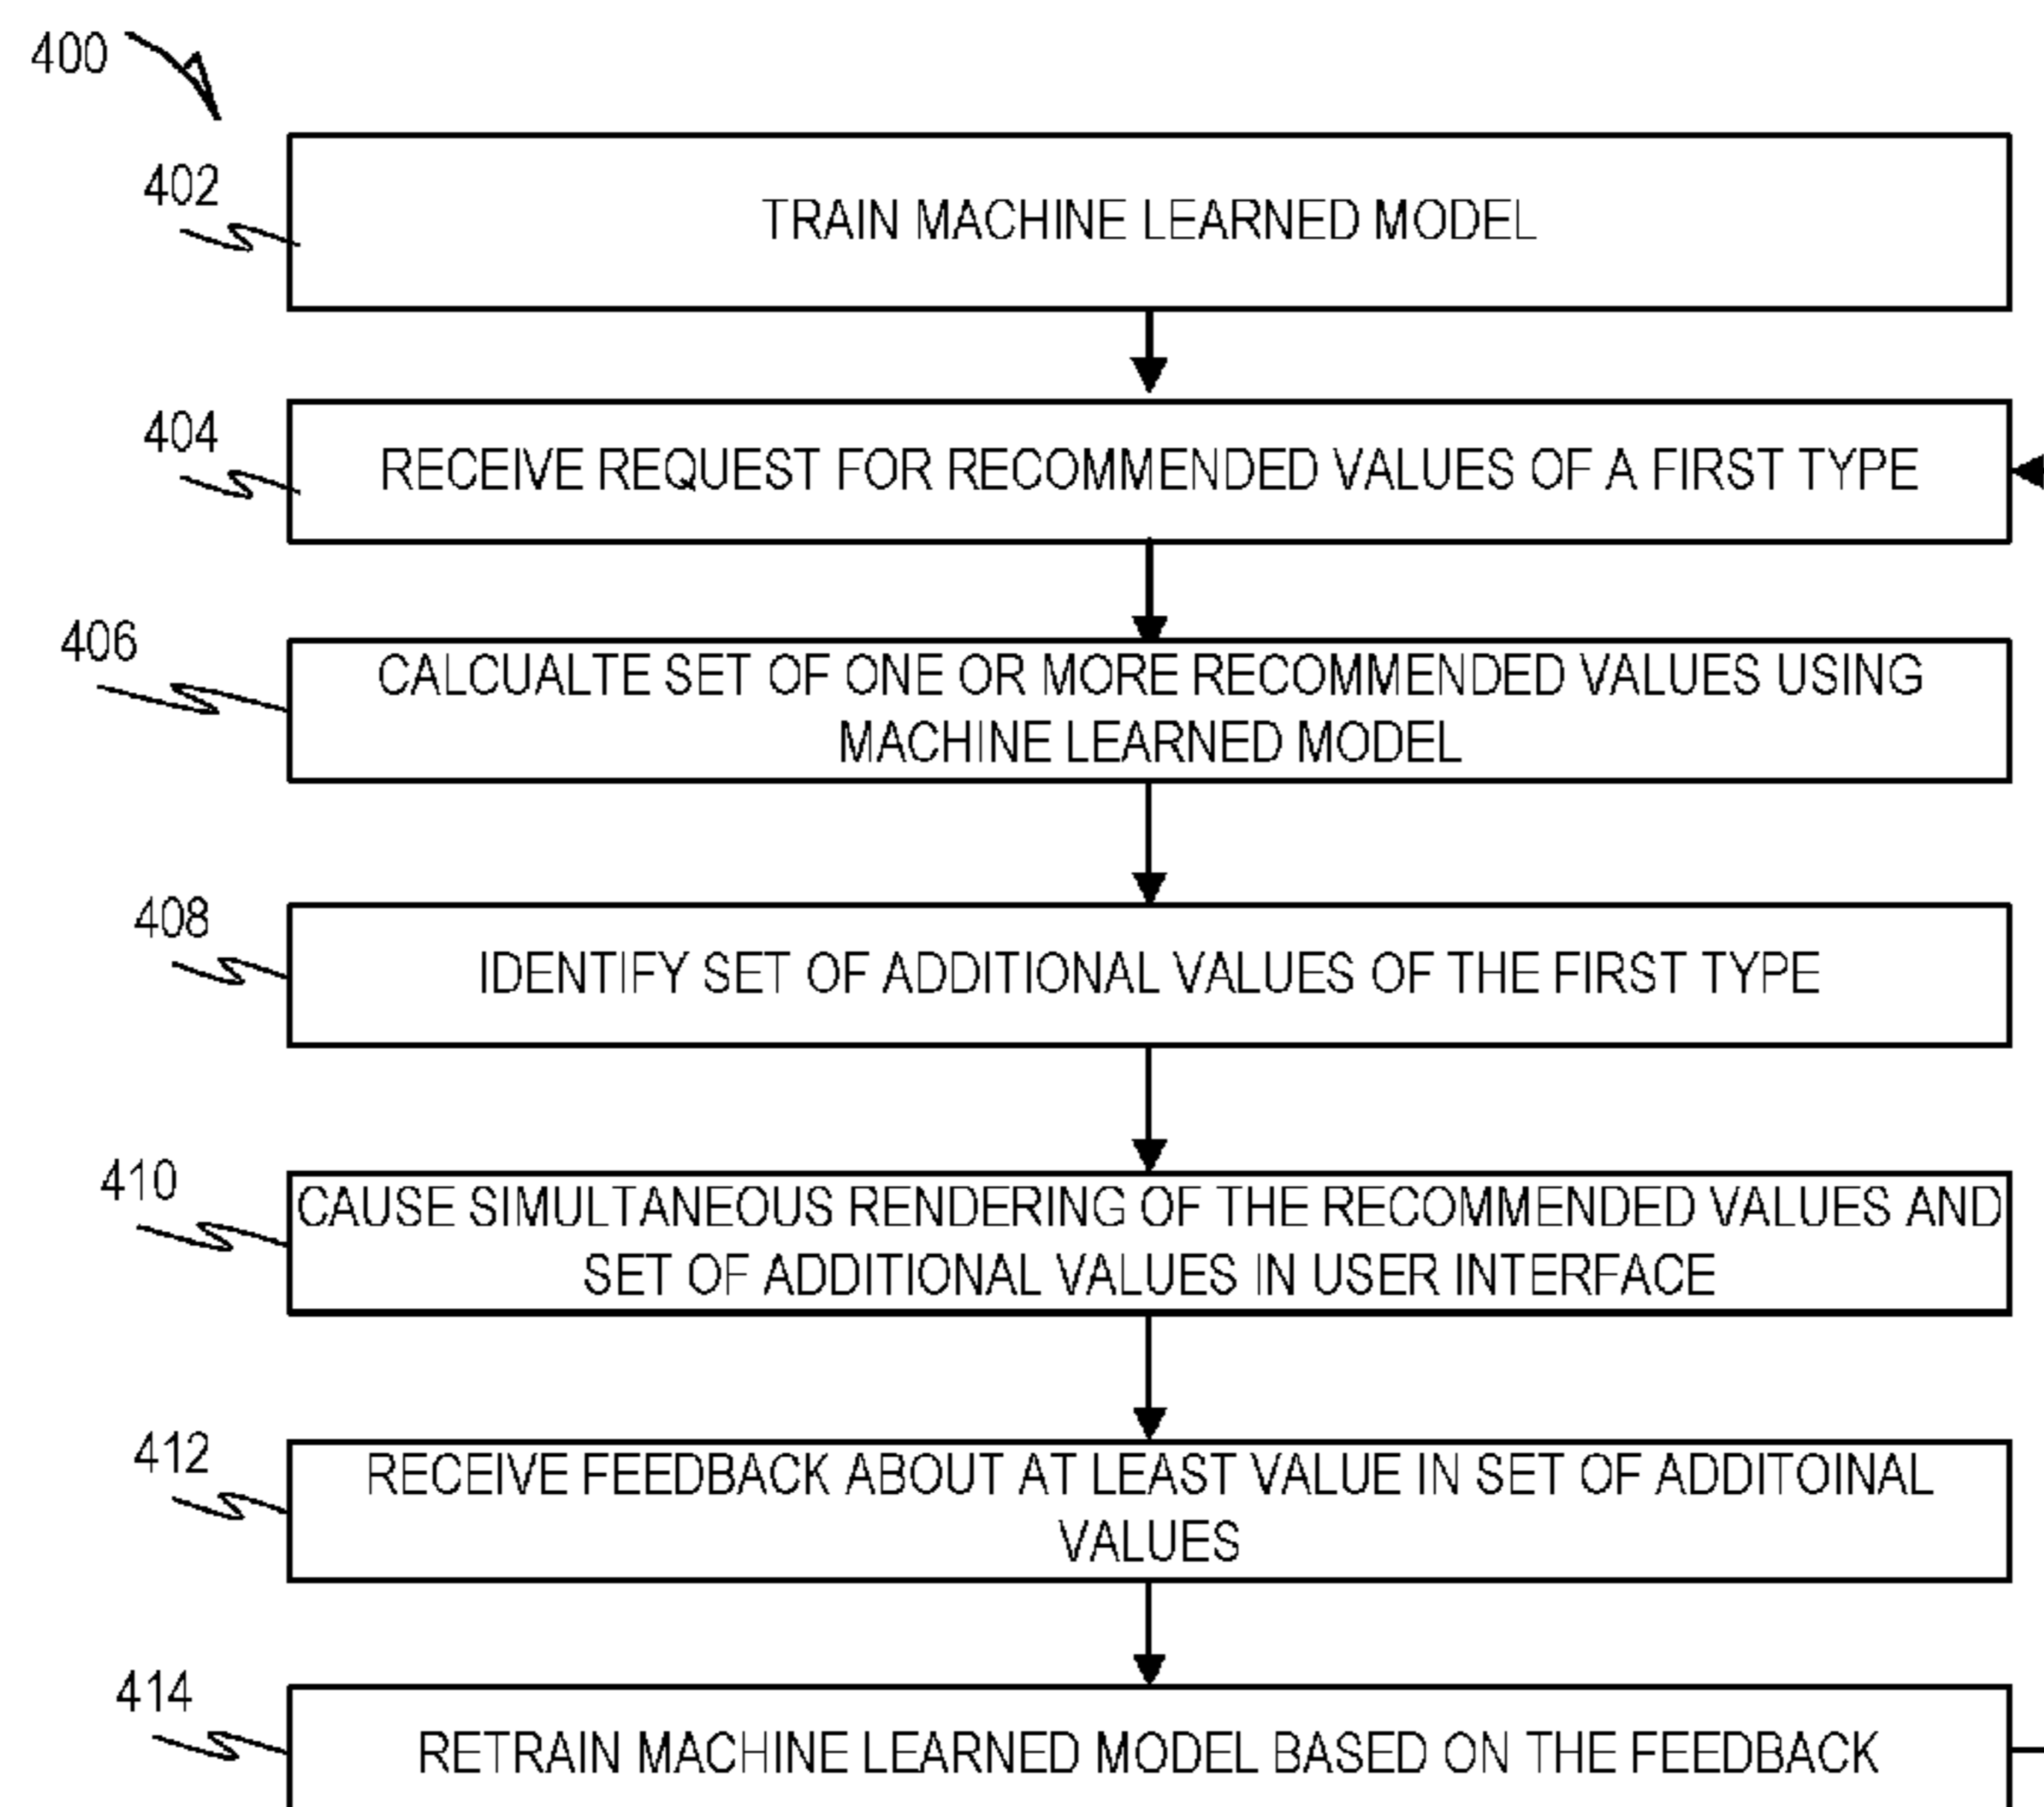 400
402
TRAIN MACHINE LEARNED MODEL
404
RECEIVE REQUEST FOR RECOMMENDED VALUES OF A FIRST TYPE
406
CALCUALTE SET OF ONE OR MORE RECOMMENDED VALUES USING
MACHINE LEARNED MODEL
408
IDENTIFY SET OF ADDITIONAL VALUES OF THE FIRST TYPE
410
CAUSE SIMULTANEOUS RENDERING OF THE RECOMMENDED VALUES AND
SET OF ADDITIONAL VALUES IN USER INTERFACE
412
RECEIVE FEEDBACK ABOUT AT LEAST VALUE IN SET OF ADDITOINAL
VALUES
414
RETRAIN MACHINE LEARNED MODEL BASED ON THE FEEDBACK